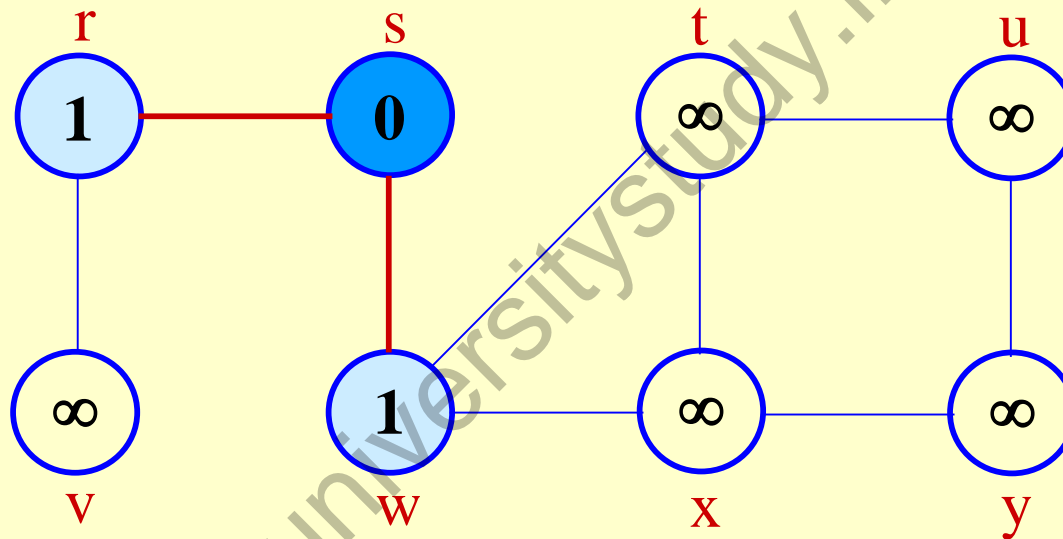 r s t u
1 0 ∞ ∞
∞ 1 ∞ ∞
v w x y
universitystudy.